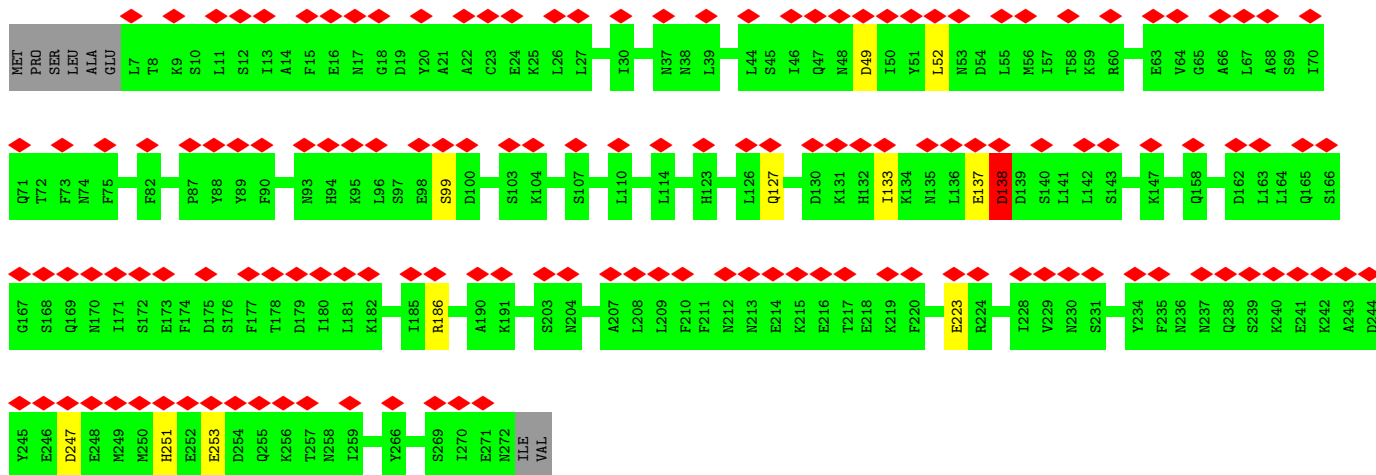 MET PRO SER LEU ALA GLU L7 T8 K9 S10 L11 S12 I13 A14 F15 E16 N17 G18 D19 Y20 A21 A22 C23 E24 K25 L26 L27 I30 N37 N38 L39 L44 S45 I46 Q47 N48 D49 I50 Y51 L52 N53 D54 L55 M56 I57 T58 K59 R60 E63 V64 G65 A66 L67 A68 S69 I70
Q71 T72 F73 N74 F75 F82 P87 Y88 Y89 F90 N93 H94 K95 L96 S97 E98 S99 D100 S103 K104 S107 L110 L114 H123 L126 Q127 D130 K131 H132 I133 K134 N135 L136 E137 D138 D139 S140 L141 L142 S143 K147 Q158 D162 L163 L164 Q165 S166
G167 S168 Q169 N170 I171 S172 E173 F174 D175 S176 F177 T178 D179 I180 L181 K182 I185 R186 A190 K191 S203 N204 A207 L208 L209 F210 F211 N212 N213 E214 K215 E216 T217 E218 K219 F220 E223 R224 I228 V229 N230 S231 Y234 F235 N236 N237 Q238 S239 K240 E241 K242 A243 D244
Y245 E246 D247 E248 M249 M250 H251 E252 E253 D254 Q255 K256 T257 N258 I259 Y266 S269 I270 E271 N272 ILE VAL